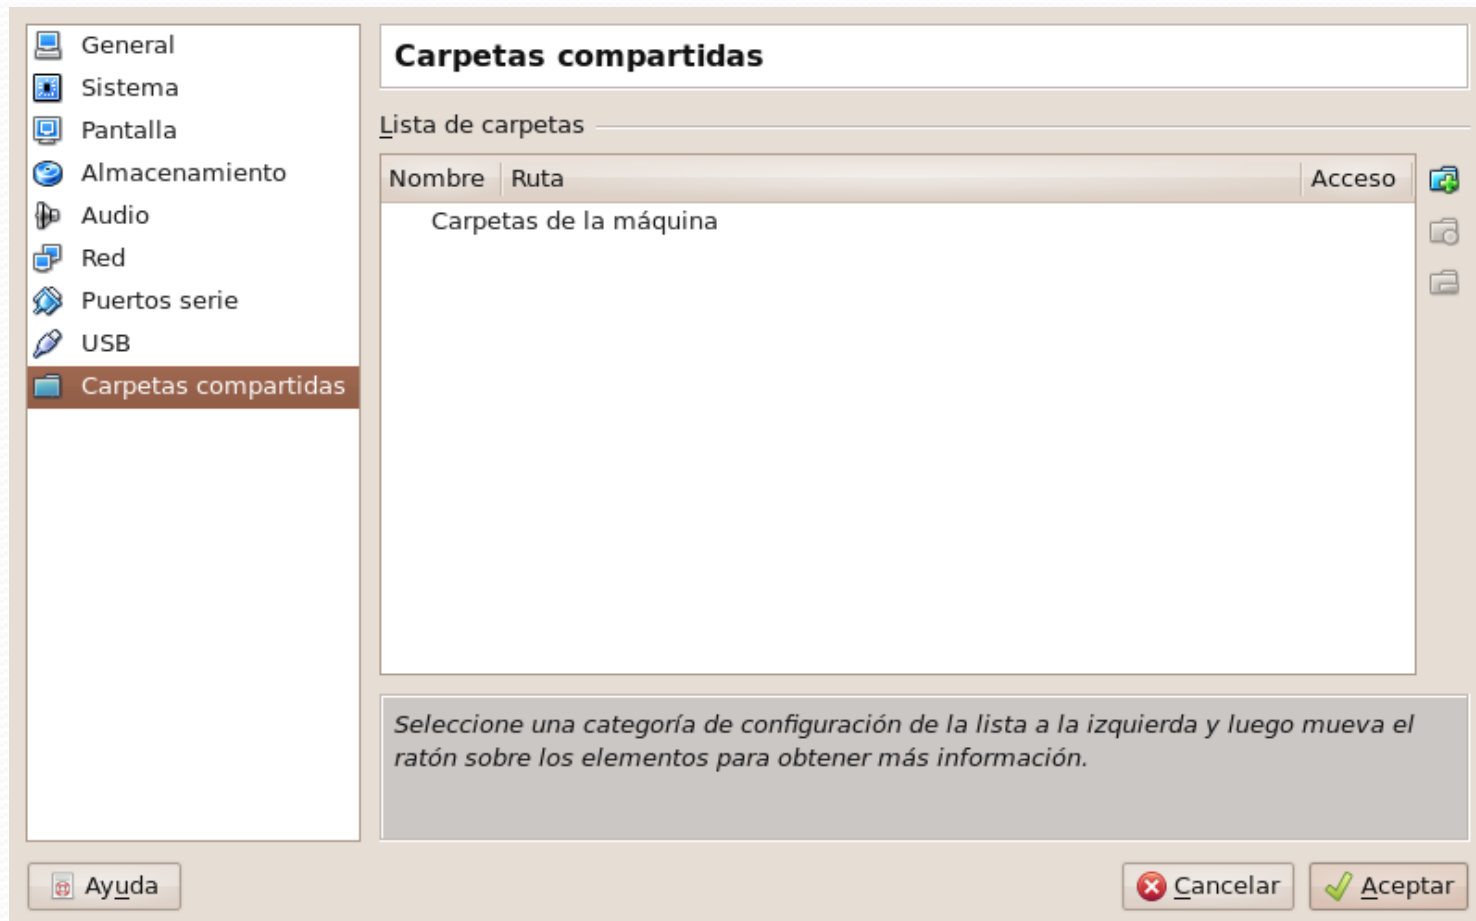 General
Sistema
Pantalla
Almacenamiento
Audio
Red
Puertos serie
USB
Carpetas compartidas
Carpetas compartidas
Lista de carpetas
Nombre Ruta Acceso
Carpetas de la máquina
Seleccione una categoría de configuración de la lista a la izquierda y luego mueva el
ratón sobre los elementos para obtener más información.
Ayuda Cancelar Aceptar